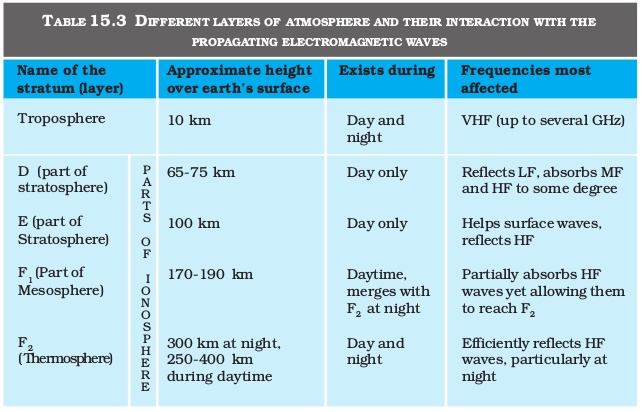 TABLE 15.3 DIFFERENT LAYERS OF ATMOSPHERE AND THEIR INTERACTION WITH THE
PROPAGATING ELECTROMAGNETIC WAVES
Name of the stratum (layer)
Approximate height over earth's surface
Exists during
Frequencies most affected
Troposphere
10 km
Day and
night
VHF (up to several GHz)
PARTS OF IONOSPHERE
D (part of
stratosphere)
65-75 km
Day only
Reflects LF, absorbs MF
and HF to some degree
E (part of
Stratosphere)
100 km
Day only
Helps surface waves,
reflects HF
F1 (Part of
Mesosphere)
170-190 km
Daytime,
merges with
F2 at night
Partially absorbs HF
waves yet allowing them
to reach F2
F2
(Thermosphere)
300 km at night,
250-400 km
during daytime
Day and
night
Efficiently reflects HF
waves, particularly at
night